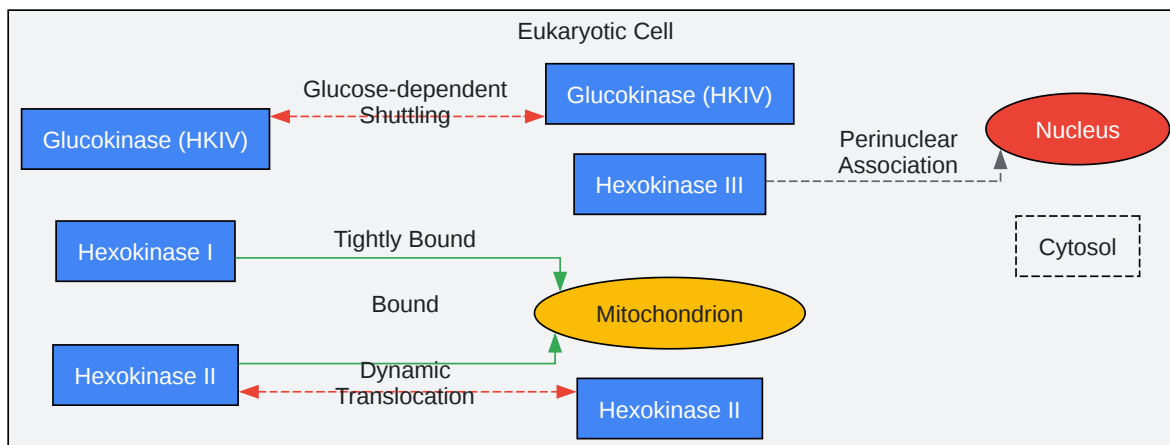 Eukaryotic Cell
Glucokinase (HKIV)
Glucose-dependent
Shuttling
Glucokinase (HKIV)
Nucleus
Perinuclear
Association
Hexokinase III
Hexokinase I
Tightly Bound
Cytosol
Bound
Mitochondrion
Hexokinase II
Dynamic
Translocation
Hexokinase II